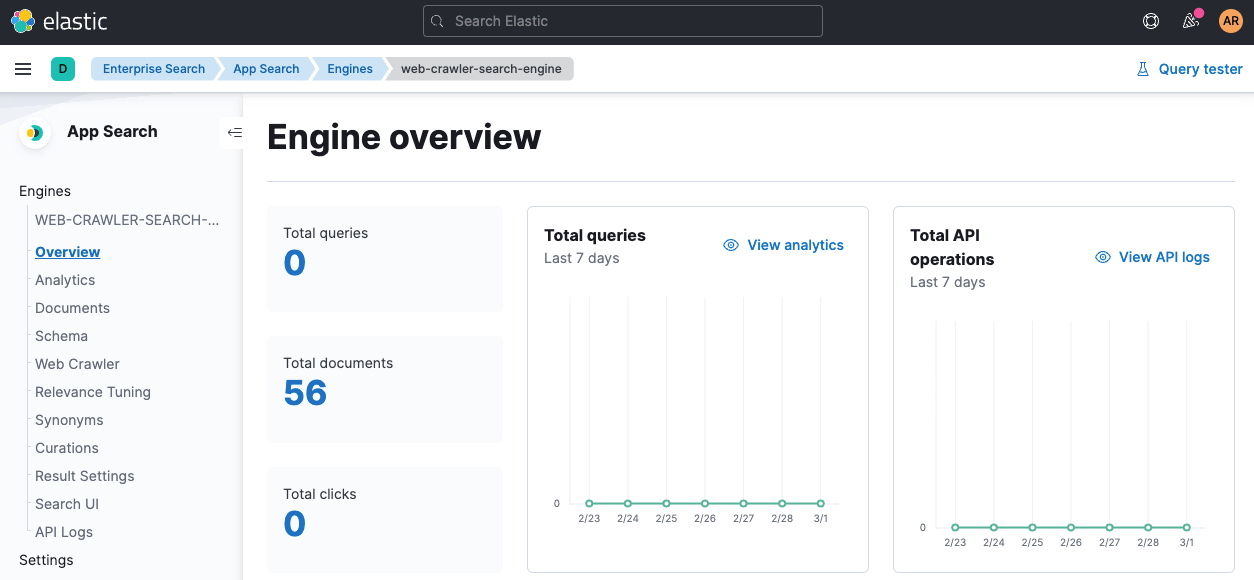 elastic
Search Elastic
AR
D
Enterprise Search
App Search
Engines
web-crawler-search-engine
Query tester
App Search
Engines
WEB-CRAWLER-SEARCH-...
Overview
Analytics
Documents
Schema
Web Crawler
Relevance Tuning
Synonyms
Curations
Result Settings
Search UI
API Logs
Settings
Engine overview
Total queries
0
Total documents
56
Total clicks
0
Total queries
View analytics
Last 7 days
0
2/23 2/24 2/25 2/26 2/27 2/28 3/1
Total API
operations
View API logs
Last 7 days
0
2/23 2/24 2/25 2/26 2/27 2/28 3/1